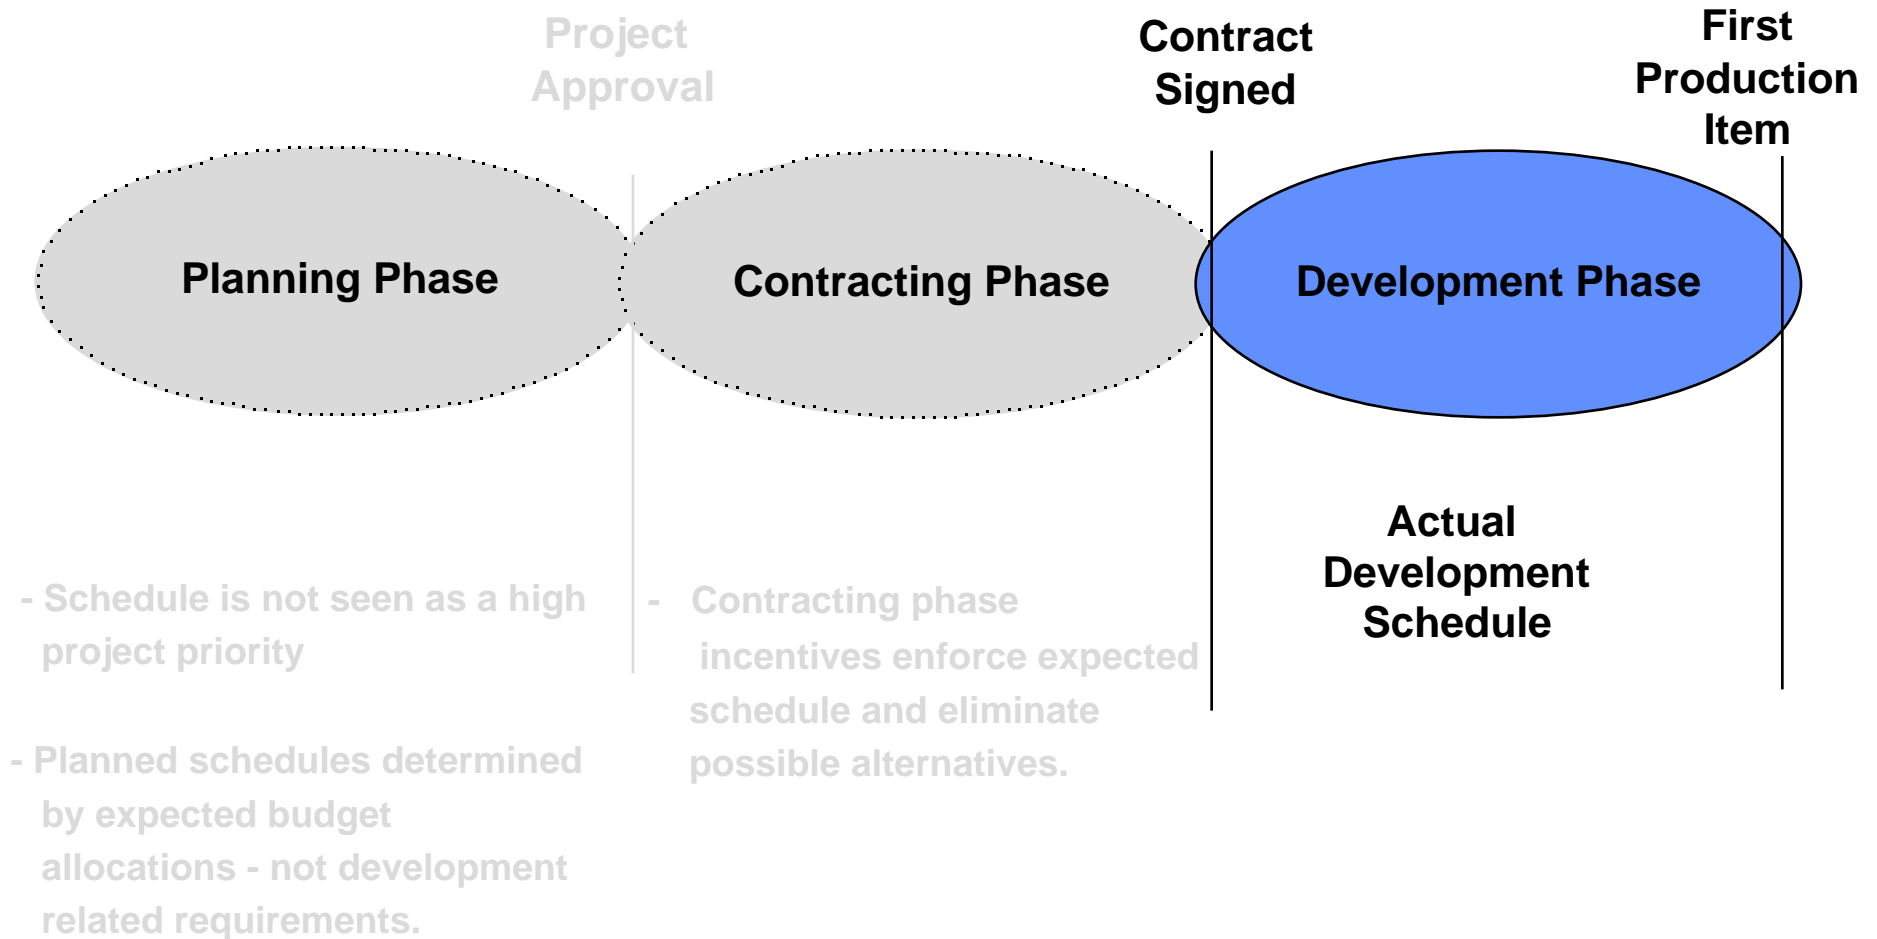 Project
Approval
Contract
Signed
First
Production
Item
Planning Phase
Contracting Phase
Development Phase
Actual
Development
Schedule
- Schedule is not seen as a high
project priority
- Planned schedules determined
by expected budget
allocations - not development
related requirements.
- Contracting phase
incentives enforce expected
schedule and eliminate
possible alternatives.